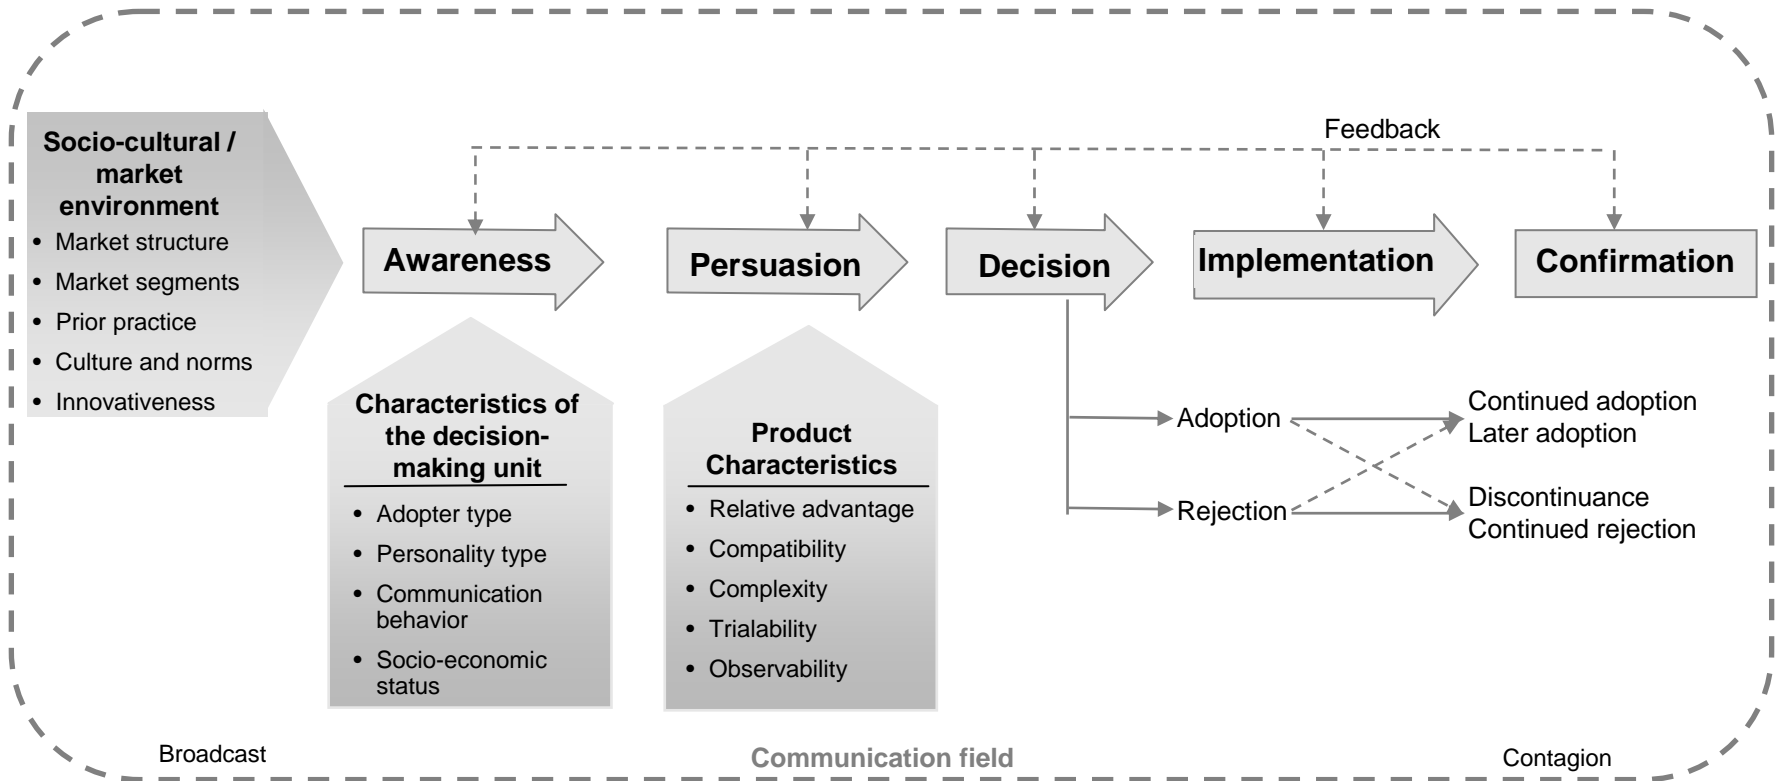 Feedback
Socio-cultural /
market
environment
• Market structure
• Market segments
• Prior practice
• Culture and norms
• Innovativeness
Awareness
Persuasion
Decision
Implementation
Confirmation
Characteristics of
the decision-
making unit
• Adopter type
• Personality type
• Communication
behavior
• Socio-economic
status
Product
Characteristics
• Relative advantage
• Compatibility
• Complexity
• Trialability
• Observability
Adoption
Rejection
Continued adoption
Later adoption
Discontinuance
Continued rejection
Broadcast
Communication field
Contagion